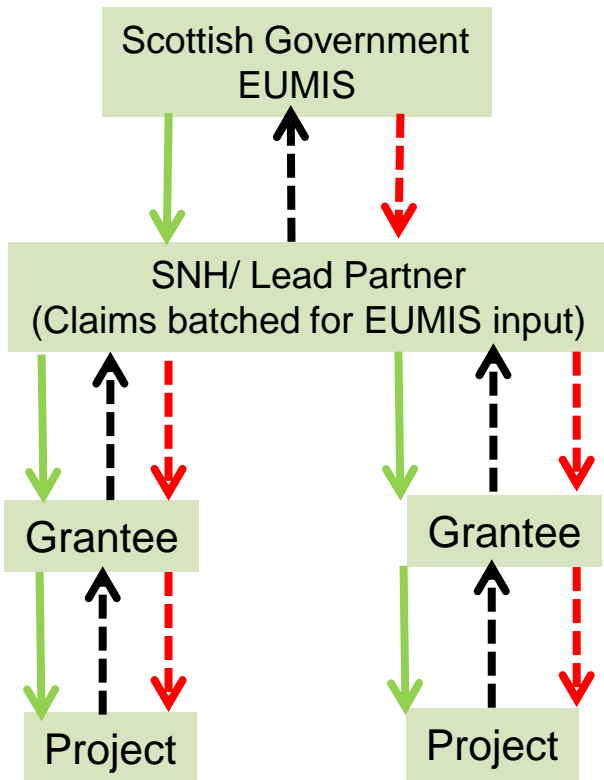 Scottish Government
EUMIS
SNH/ Lead Partner
(Claims batched for EUMIS input)
Grantee
Grantee
Project
Project